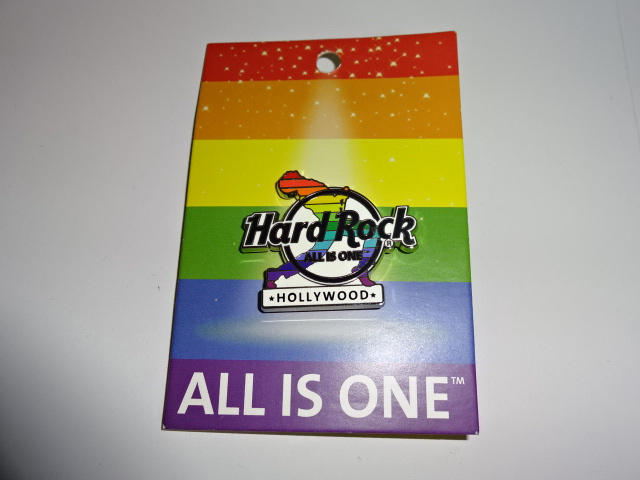 Hard Rock®
ALL IS ONE
★HOLLYWOOD★
ALL IS ONE™